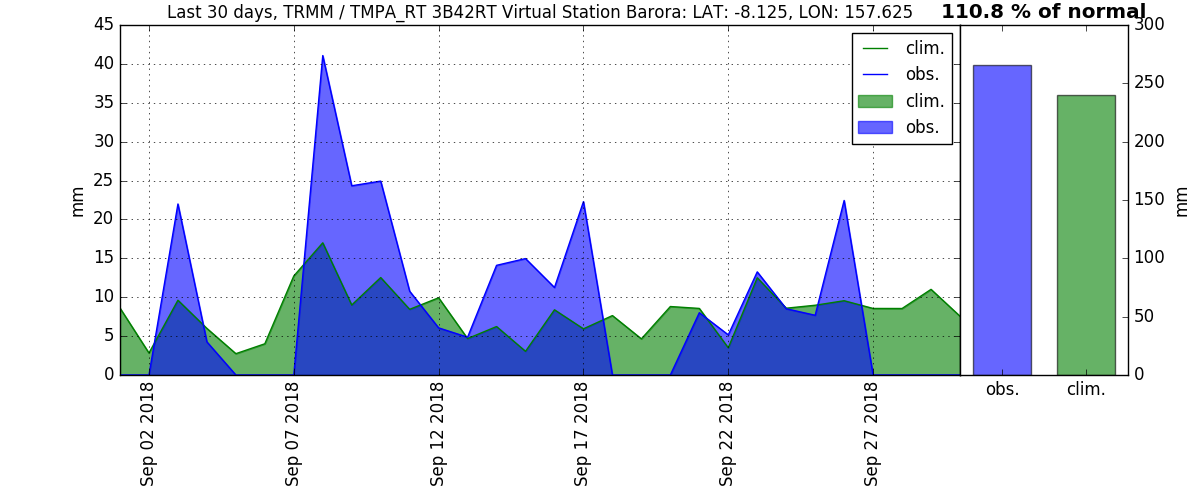 Last 30 days, TRMM / TMPA_RT 3B42RT Virtual Station Barora: LAT: -8.125, LON: 157.625
110.8 % of normal
45
40
35
30
25
20
15
10
5
0
mm
clim.
obs.
clim.
obs.
Sep 02 2018
Sep 07 2018
Sep 12 2018
Sep 17 2018
Sep 22 2018
Sep 27 2018
300
250
200
150
100
50
0
mm
obs.
clim.